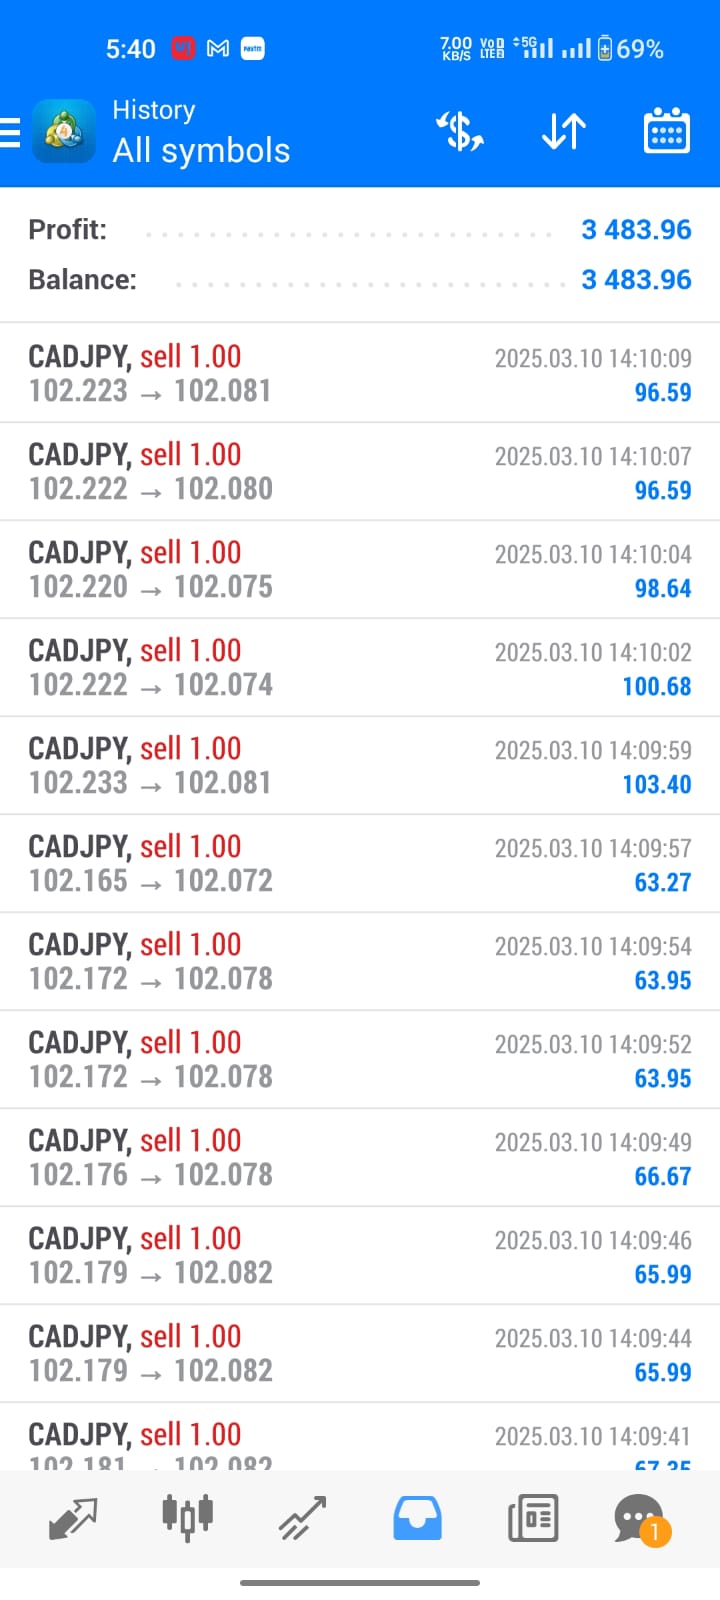 5:40
7.00 KB/S
VoD LTE2
5G
69%
History
All symbols
Profit: 3 483.96
Balance: 3 483.96
CADJPY, sell 1.00 2025.03.10 14:10:09
102.223 → 102.081 96.59
CADJPY, sell 1.00 2025.03.10 14:10:07
102.222 → 102.080 96.59
CADJPY, sell 1.00 2025.03.10 14:10:04
102.220 → 102.075 98.64
CADJPY, sell 1.00 2025.03.10 14:10:02
102.222 → 102.074 100.68
CADJPY, sell 1.00 2025.03.10 14:09:59
102.233 → 102.081 103.40
CADJPY, sell 1.00 2025.03.10 14:09:57
102.165 → 102.072 63.27
CADJPY, sell 1.00 2025.03.10 14:09:54
102.172 → 102.078 63.95
CADJPY, sell 1.00 2025.03.10 14:09:52
102.172 → 102.078 63.95
CADJPY, sell 1.00 2025.03.10 14:09:49
102.176 → 102.078 66.67
CADJPY, sell 1.00 2025.03.10 14:09:46
102.179 → 102.082 65.99
CADJPY, sell 1.00 2025.03.10 14:09:44
102.179 → 102.082 65.99
CADJPY, sell 1.00 2025.03.10 14:09:41
102.181 → 102.082 67.35
1